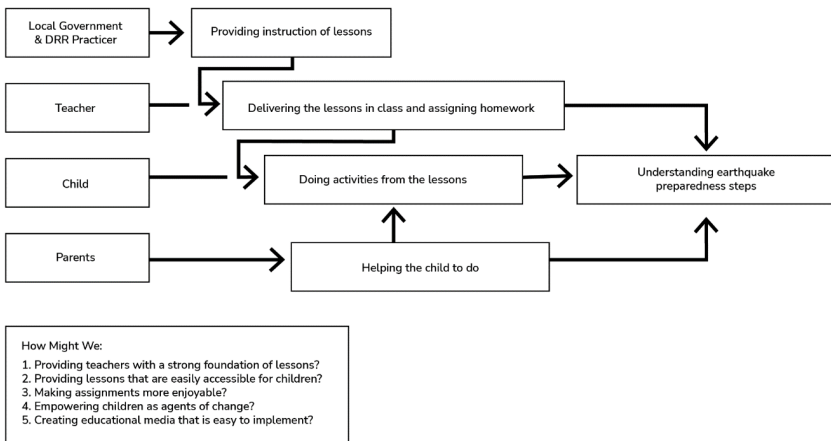 Local Government
& DRR Practicer
Providing instruction of lessons
Teacher
Delivering the lessons in class and assigning homework
Child
Doing activities from the lessons
Understanding earthquake
preparedness steps
Parents
Helping the child to do
How Might We:
1. Providing teachers with a strong foundation of lessons?
2. Providing lessons that are easily accessible for children?
3. Making assignments more enjoyable?
4. Empowering children as agents of change?
5. Creating educational media that is easy to implement?